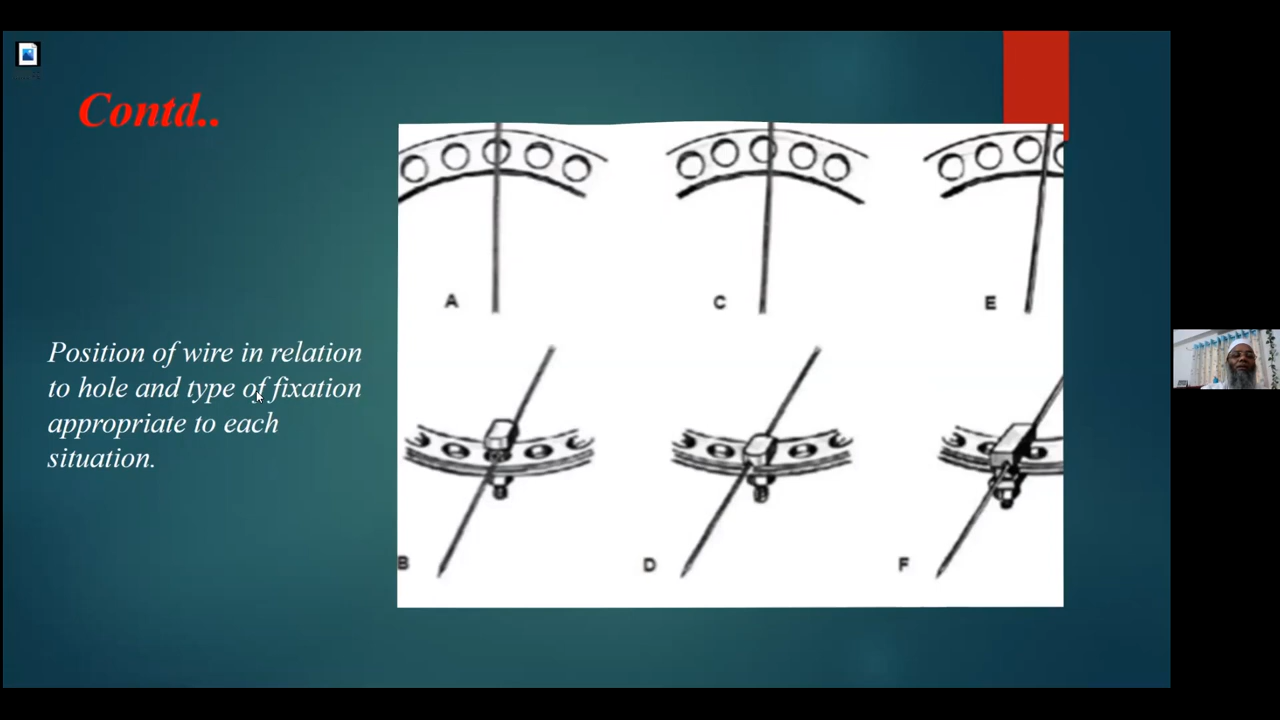 Contd..
A
C
E
Position of wire in relation
to hole and type of fixation
appropriate to each
situation.
B
D
F